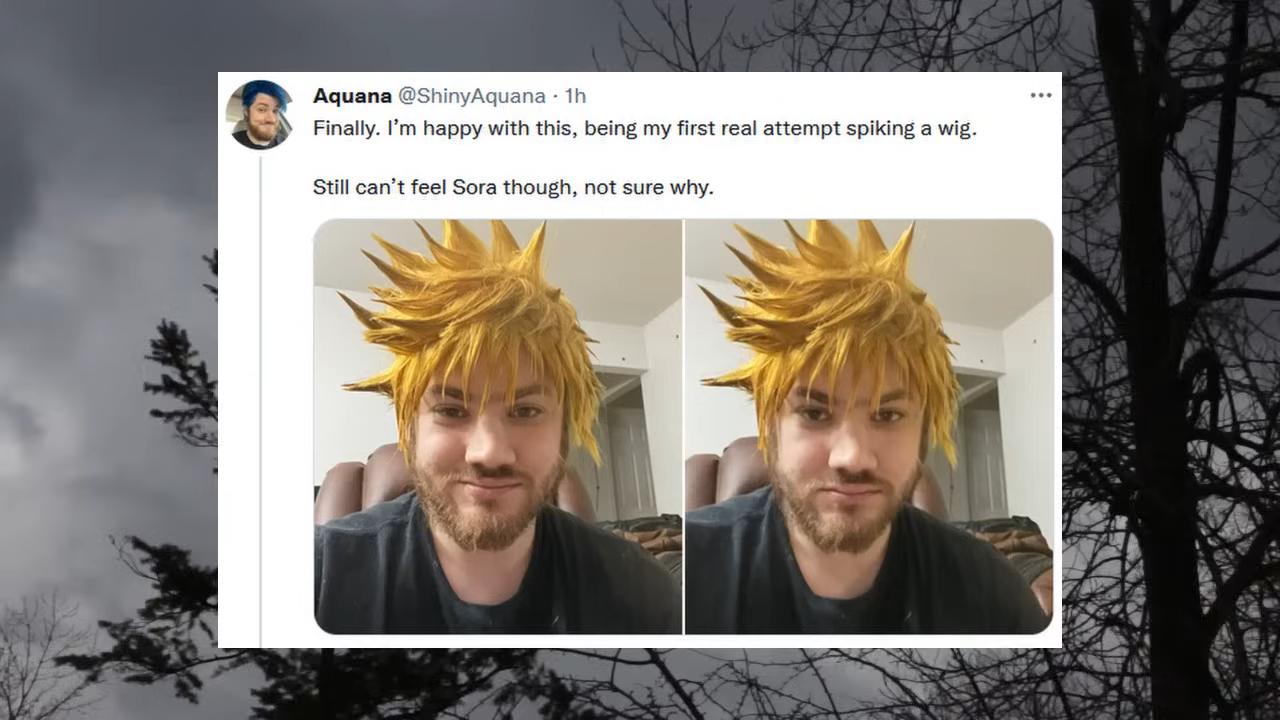 Aquana @ShinyAquana · 1h
Finally. I’m happy with this, being my first real attempt spiking a wig.
Still can’t feel Sora though, not sure why.